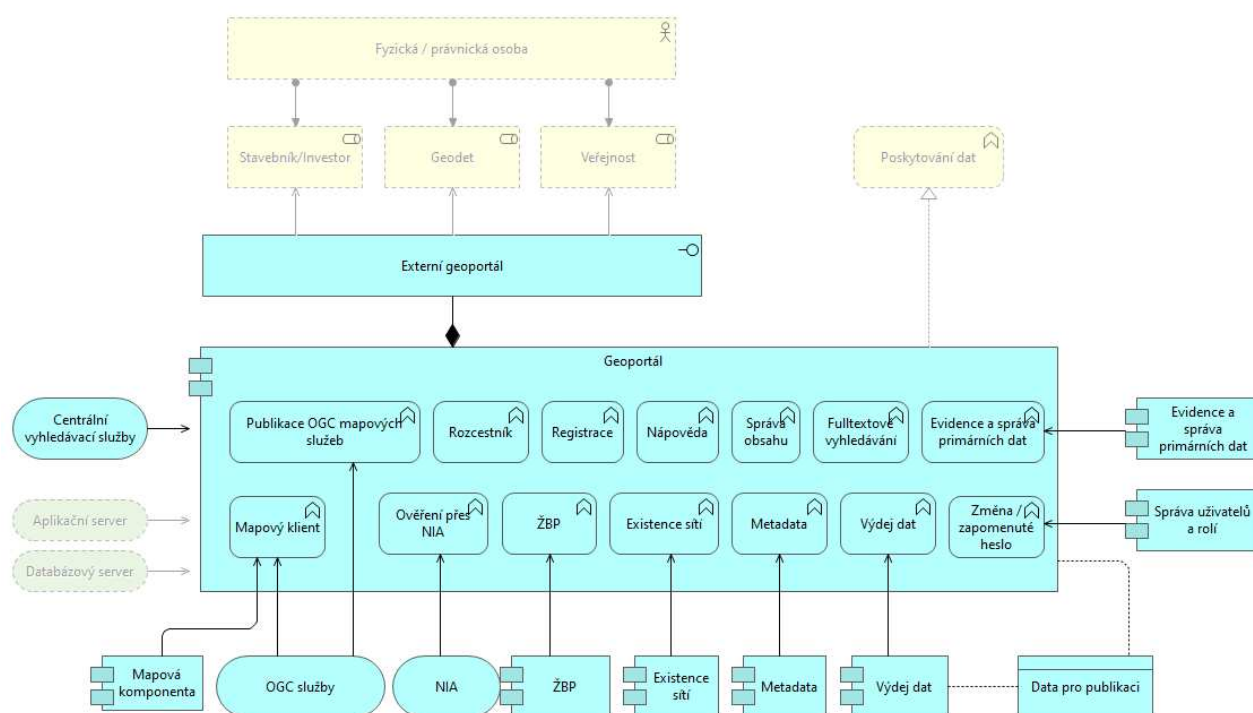 Fyzická / právnická osoba
Stavebník/Investor
Geodet
Veřejnost
Poskytování dat
Externí geoportál
Geoportál
Centrální
vyhledávací služby
Publikace OGC mapových
služeb
Rozcestník
Registrace
Nápověda
Správa
obsahu
Fulltextové
vyhledávání
Evidence a správa
primárních dat
Evidence a
správa
primárních dat
Aplikační server
Databázový server
Mapový klient
Ověření přes
NIA
ŽBP
Existence sítí
Metadata
Výdej dat
Změna /
zapomenuté
heslo
Správa uživatelů
a rolí
Mapová
komponenta
OGC služby
NIA
ŽBP
Existence
sítí
Metadata
Výdej dat
Data pro publikaci